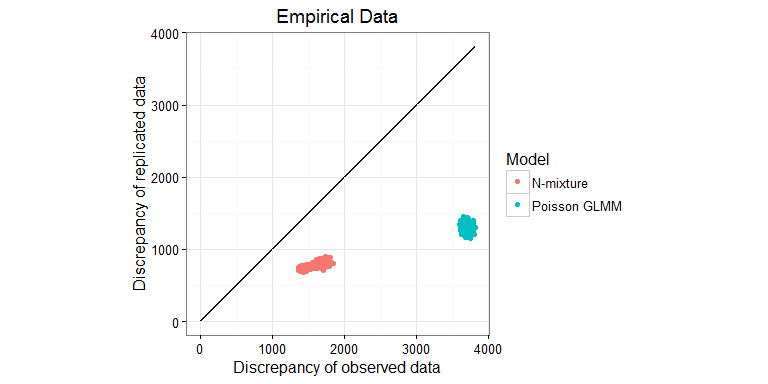 Empirical Data
Discrepancy of replicated data
4000
3000
2000
1000
0
0 1000 2000 3000 4000
Discrepancy of observed data
Model
N-mixture
Poisson GLMM